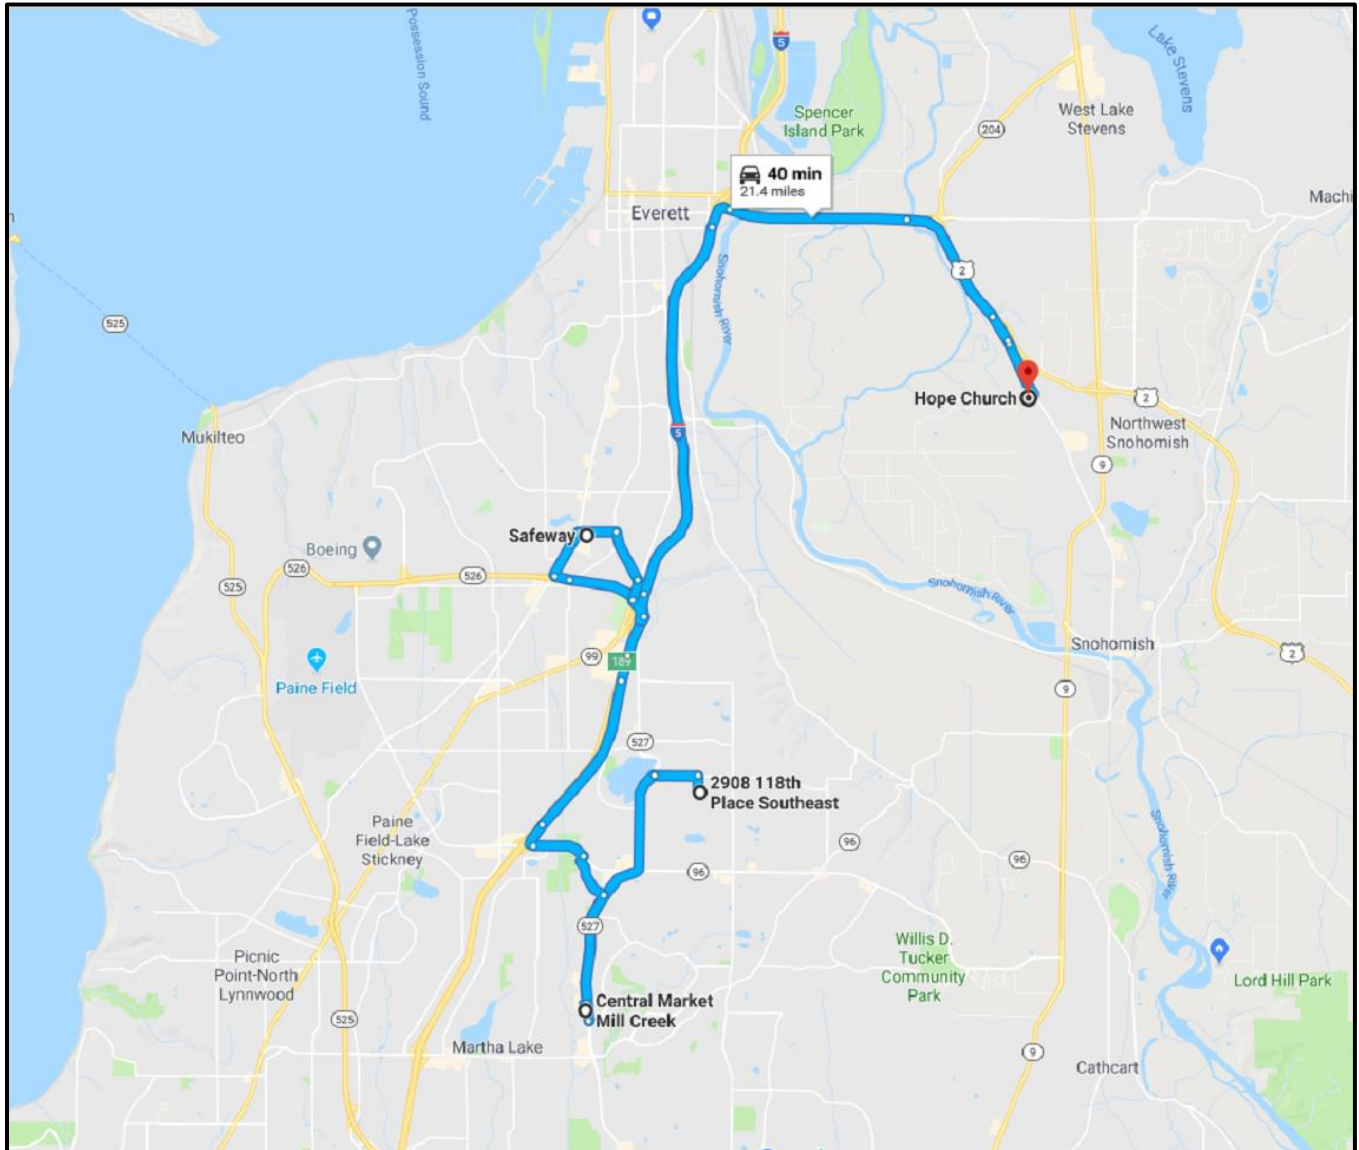 Possession Sound
5
Lake Stevens
Spencer
Island Park
204
West Lake
Stevens
40 min
21.4 miles
Machi
Everett
n
Snohomish River
2
525
Hope Church
2
Mukilteo
5
Northwest
Snohomish
9
Safeway
Boeing
526
526
525
Snohomish River
Snohomish
99
189
2
Paine Field
9
527
2908 118th
Place Southeast
Paine
Field-Lake
Stickney
96
96
96
Snohomish River
527
Willis D.
Tucker
Community
Park
Picnic
Point-North
Lynnwood
Lord Hill Park
Central Market
Mill Creek
525
Martha Lake
9
Cathcart